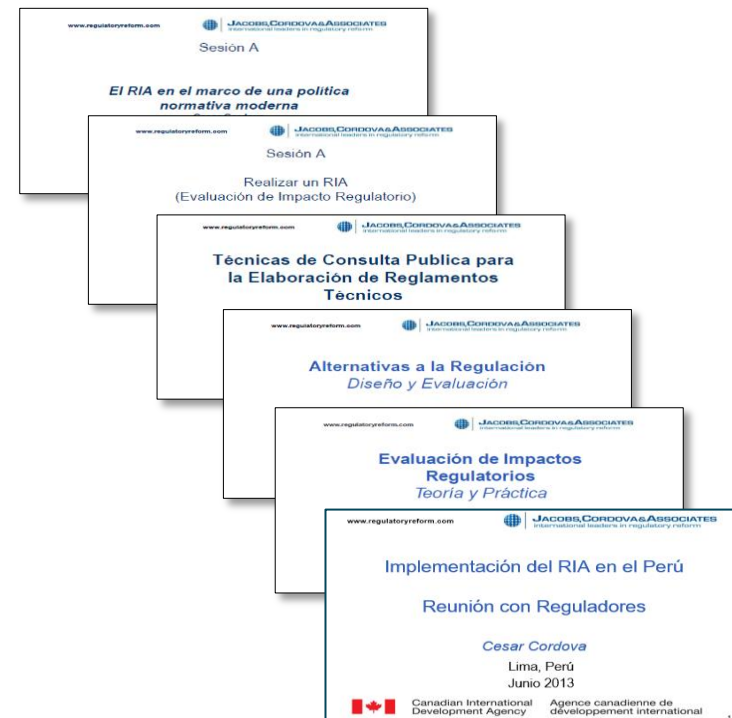 www.regulatoryreform.com
JACOBS,CORDOVA&ASSOCIATES
international leaders in regulatory reform
Sesión A
El RIA en el marco de una política
normativa moderna
www.regulatoryreform.com
JACOBS,CORDOVA&ASSOCIATES
international leaders in regulatory reform
Sesión A
Realizar un RIA
(Evaluación de Impacto Regulatorio)
www.regulatoryreform.com
JACOBS,CORDOVA&ASSOCIATES
international leaders in regulatory reform
Técnicas de Consulta Publica para
la Elaboración de Reglamentos
Técnicos
www.regulatoryreform.com
JACOBS,CORDOVA&ASSOCIATES
international leaders in regulatory reform
Alternativas a la Regulación
Diseño y Evaluación
www.regulatoryreform.com
JACOBS,CORDOVA&ASSOCIATES
international leaders in regulatory reform
Evaluación de Impactos
Regulatorios
Teoría y Práctica
www.regulatoryreform.com
JACOBS,CORDOVA&ASSOCIATES
international leaders in regulatory reform
Implementación del RIA en el Perú
Reunión con Reguladores
Cesar Cordova
Lima, Perú
Junio 2013
Canadian International Agence canadienne de
Development Agency développement international